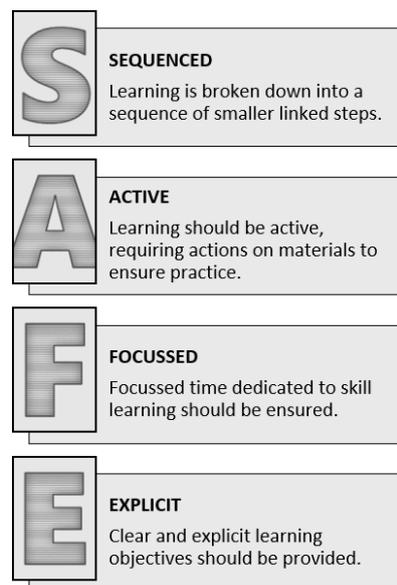 S
SEQUENCED
Learning is broken down into a
sequence of smaller linked steps.
A
ACTIVE
Learning should be active,
requiring actions on materials to
ensure practice.
F
FOCUSSED
Focussed time dedicated to skill
learning should be ensured.
E
EXPLICIT
Clear and explicit learning
objectives should be provided.